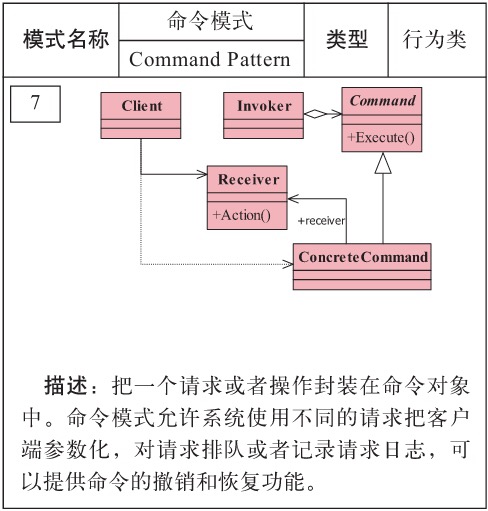 模式名称
命令模式
Command Pattern
类型
行为类
7
Client
Invoker
Command
+Execute()
Receiver
+Action()
+receiver
ConcreteCommand
描述：把一个请求或者操作封装在命令对象
中。命令模式允许系统使用不同的请求把客户
端参数化，对请求排队或者记录请求日志，可
以提供命令的撤销和恢复功能。